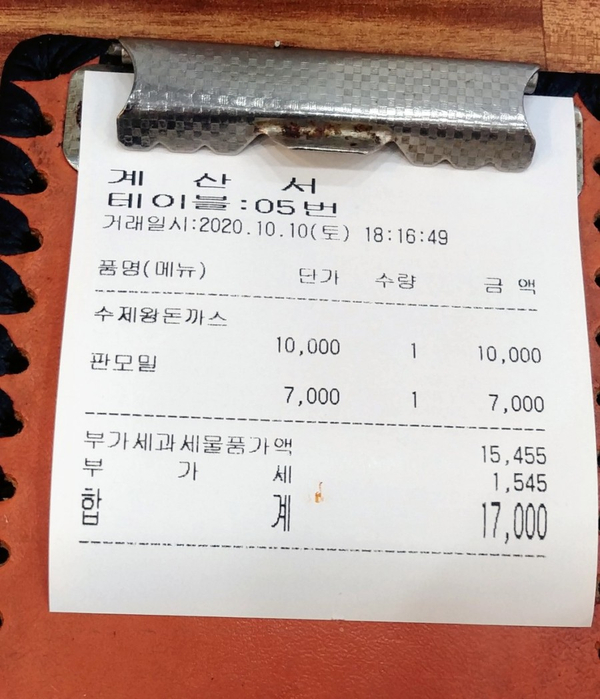 계 산 서
테이블:05번
거래일시:2020.10.10(토) 18:16:49
품명(메뉴) 단가 수량 금 액
수제왕돈까스
10,000 1 10,000
판모밀
7,000 1 7,000
부가세과세물품가액 15,455
부 가 세 1,545
합 계 17,000